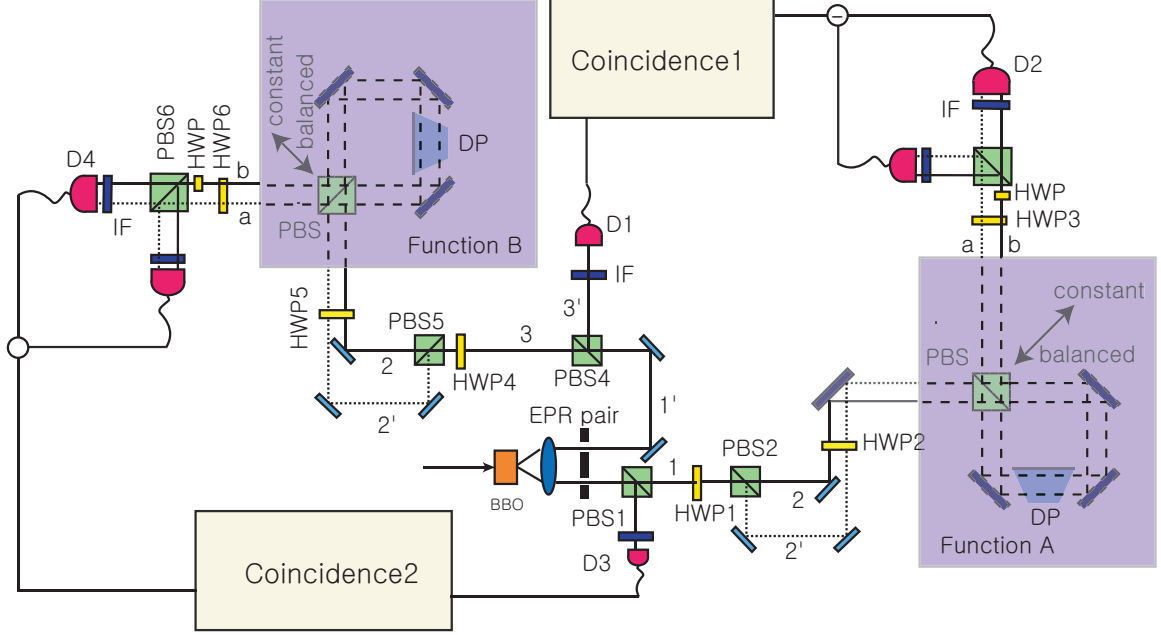 Coincidence1
D2
IF
HWP
HWP3
a
b
constant
balanced
PBS
DP
Function A
constant
balanced
DP
PBS
Function B
PBS6
HWP
HWP6
D4
IF
b
a
HWP5
PBS5
2
2'
HWP4
3
D1
IF
3'
PBS4
1'
EPR pair
BBO
PBS1
1
HWP1
PBS2
2
2'
HWP2
D3
Coincidence2